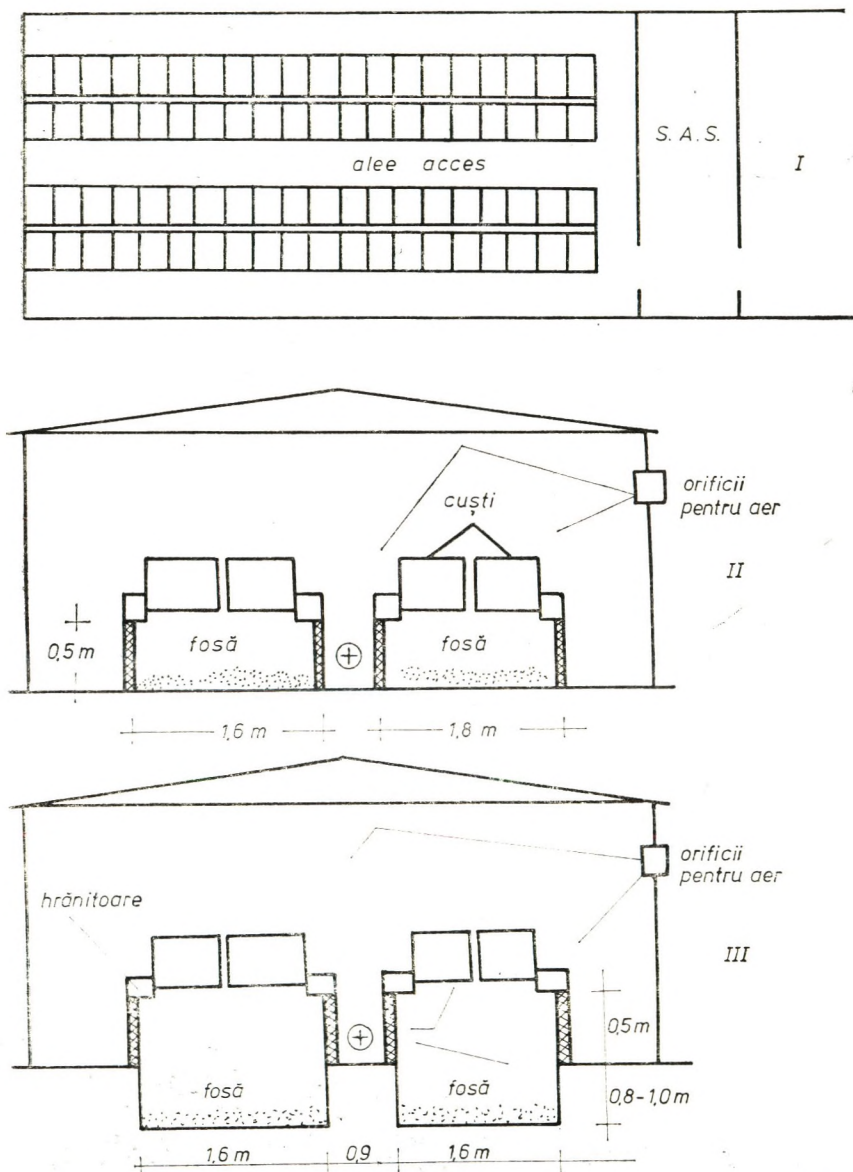 S. A. S.
alee acces
I
orificii
pentru aer
cuști
II
0,5 m
fosă
fosă
1,6 m
1,8 m
orificii
pentru aer
hrănitoare
III
0,5 m
fosă
fosă
0,8-1,0 m
1,6 m
0,9
1,6 m